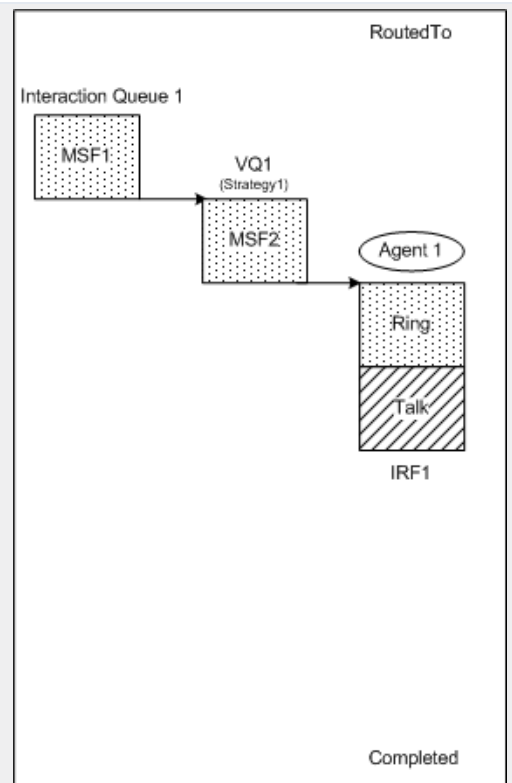 RoutedTo
Interaction Queue 1
MSF1
VQ1
(Strategy1)
MSF2
Agent 1
Ring
Talk
IRF1
Completed